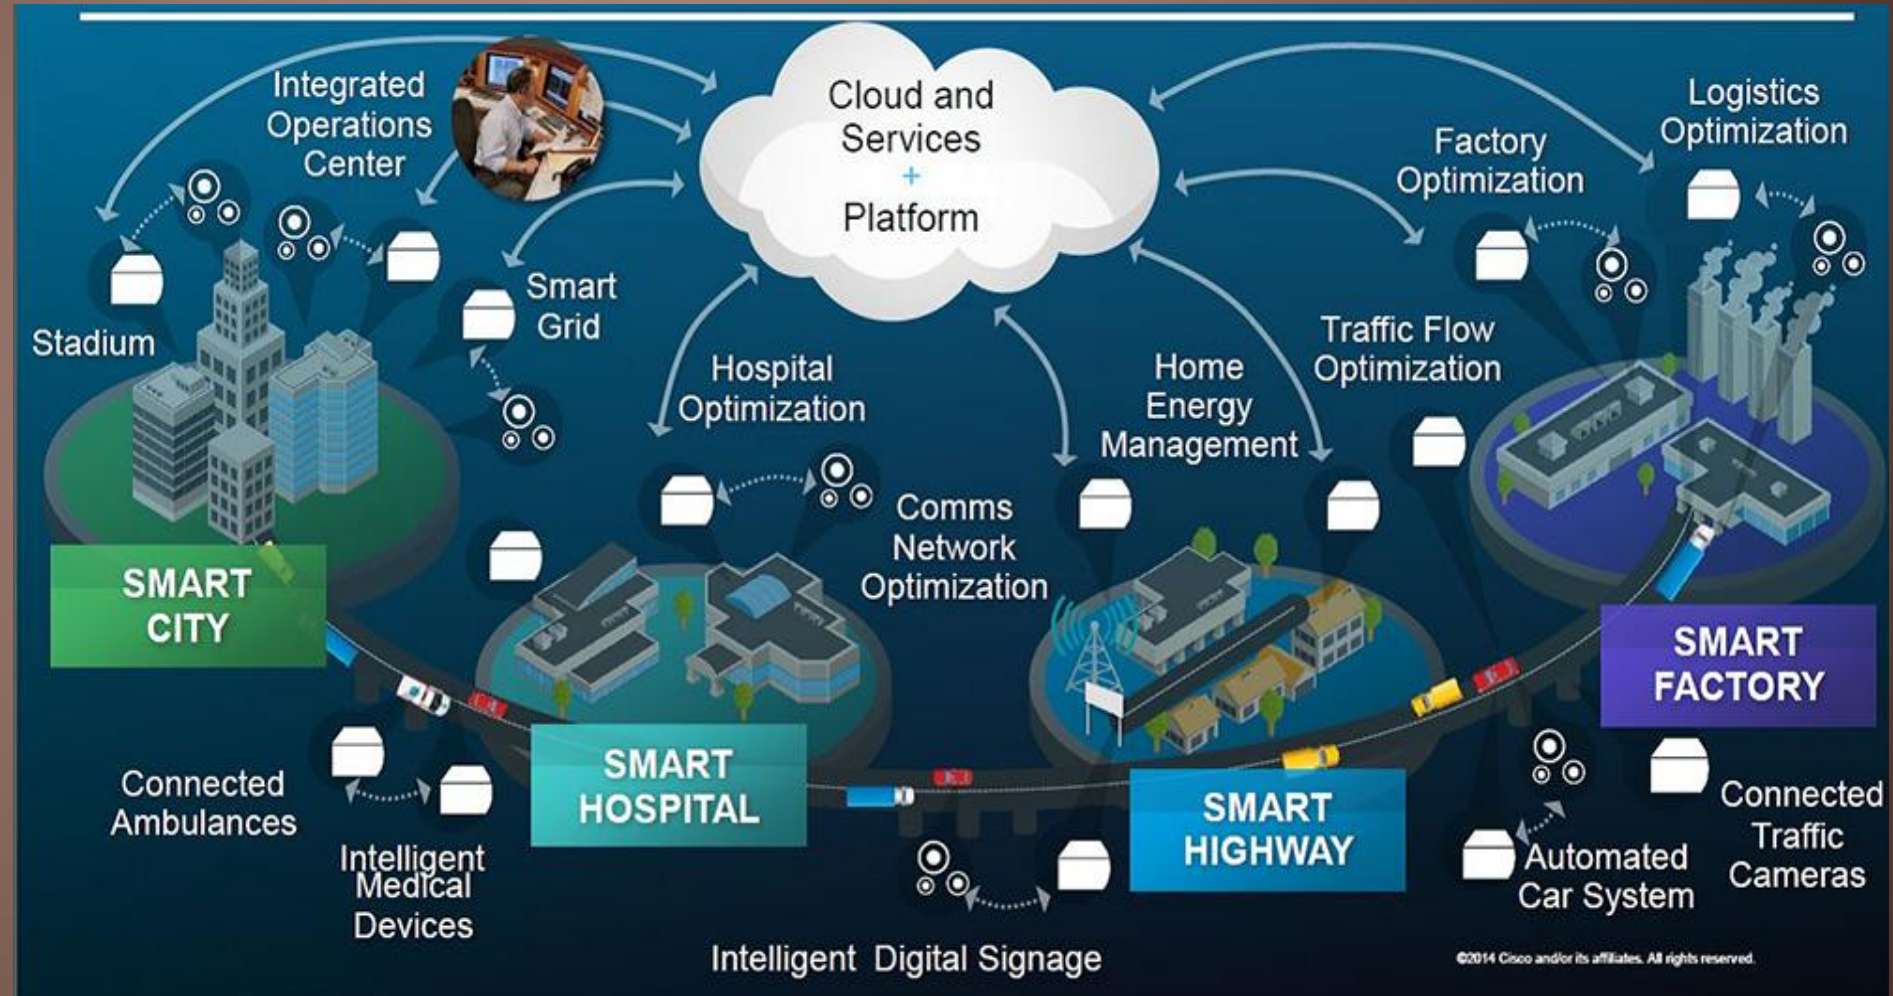 Integrated
Operations
Center
Cloud and
Services
+
Platform
Logistics
Optimization
Factory
Optimization
Stadium
Smart
Grid
Hospital
Optimization
Home
Energy
Management
Traffic Flow
Optimization
Comms
Network
Optimization
SMART
CITY
SMART
HOSPITAL
SMART
HIGHWAY
SMART
FACTORY
Connected
Ambulances
Intelligent
Medical
Devices
Intelligent Digital Signage
Automated
Car System
Connected
Traffic
Cameras
©2014 Cisco and/or its affiliates. All rights reserved.